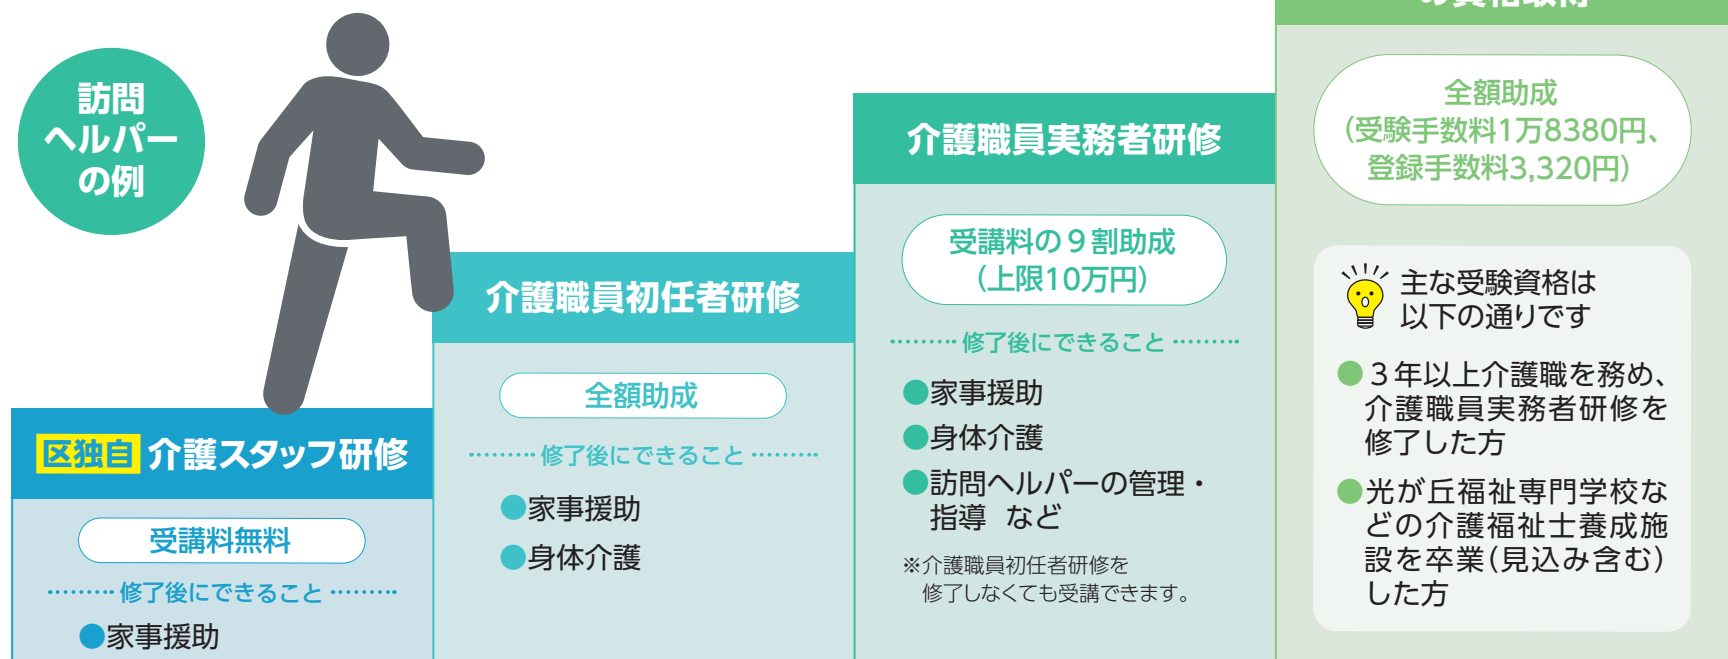 訪問
ヘルパー
の例
区独自 介護スタッフ研修
受講料無料
修了後にできること
●家事援助
介護職員初任者研修
全額助成
修了後にできること
●家事援助
●身体介護
介護職員実務者研修
受講料の9割助成
(上限10万円)
修了後にできること
●家事援助
●身体介護
●訪問ヘルパーの管理・
指導 など
※介護職員初任者研修を
修了しなくても受講できます。
の資格取得
全額助成
(受験手数料1万8380円、
登録手数料3,320円)
主な受験資格は
以下の通りです
●3年以上介護職を務め、
介護職員実務者研修を
修了した方
●光が丘福祉専門学校な
どの介護福祉士養成施
設を卒業(見込み含む)
した方